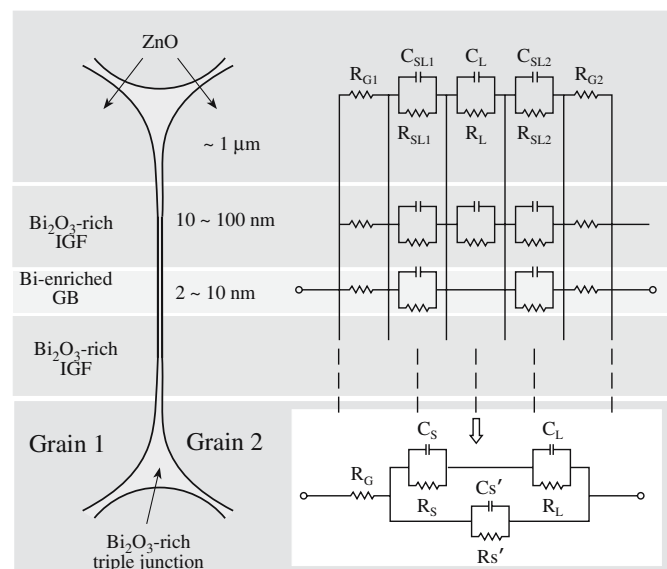 ZnO
~ 1 μm
Bi₂O₃-rich
IGF
10 ~ 100 nm
Bi-enriched
GB
2 ~ 10 nm
Bi₂O₃-rich
IGF
Grain 1
Grain 2
Bi₂O₃-rich
triple junction
C_SL1
C_L
C_SL2
R_G1
R_G2
R_SL1
R_L
R_SL2
C_S
C_L
R_G
R_S
Cs′
R_L
Rs′